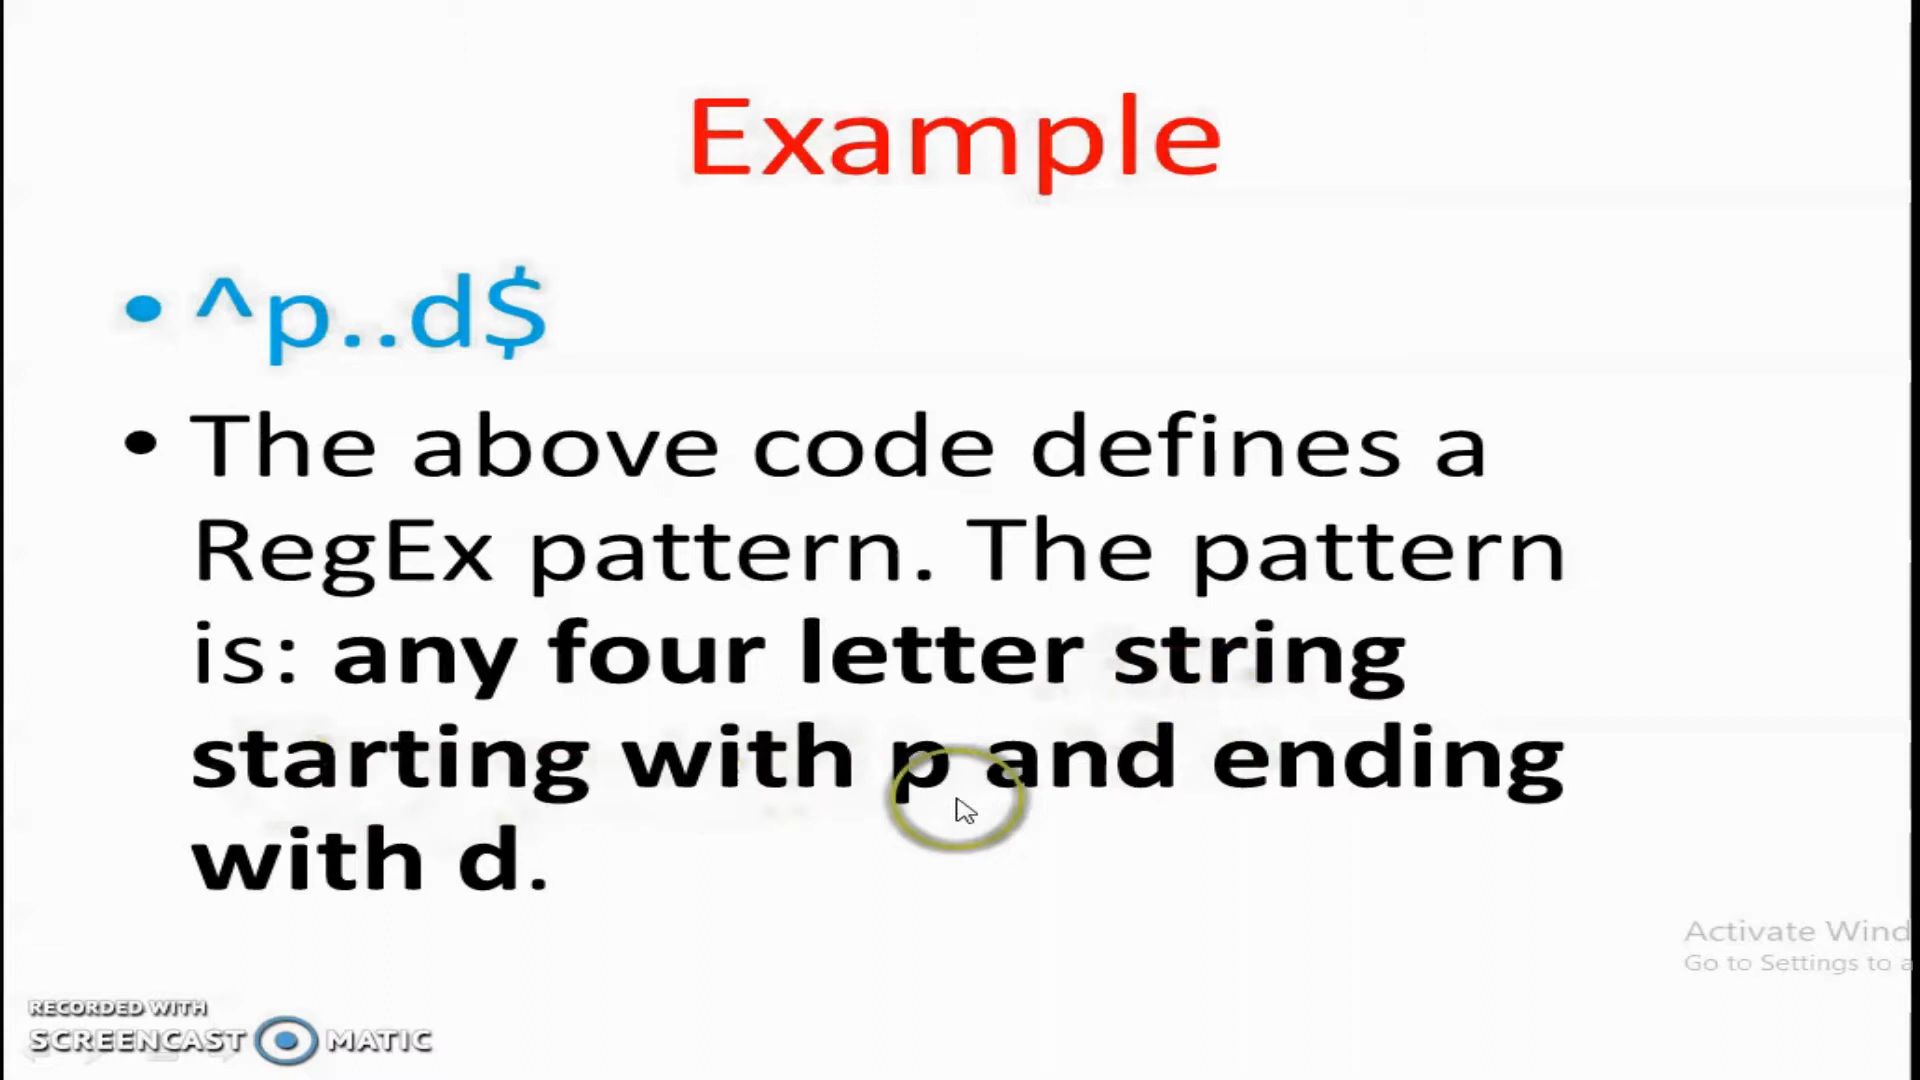 Example
• ^p..d$
• The above code defines a
RegEx pattern. The pattern
is: any four letter string
starting with p and ending
with d.
Activate Wind
Go to Settings to a
RECORDED WITH
SCREENCAST MATIC